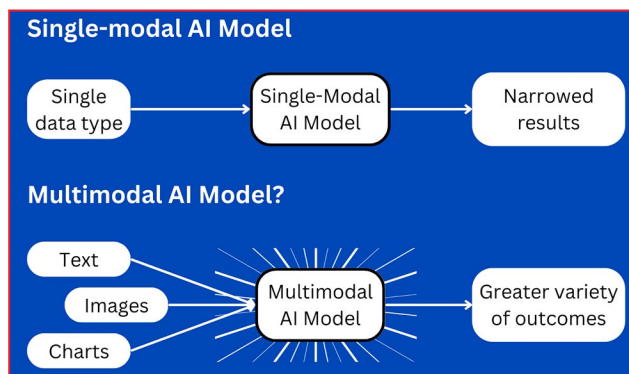 Single-modal AI Model
Single
data type
Single-Modal
AI Model
Narrowed
results
Multimodal AI Model?
Text
Images
Charts
Multimodal
AI Model
Greater variety
of outcomes